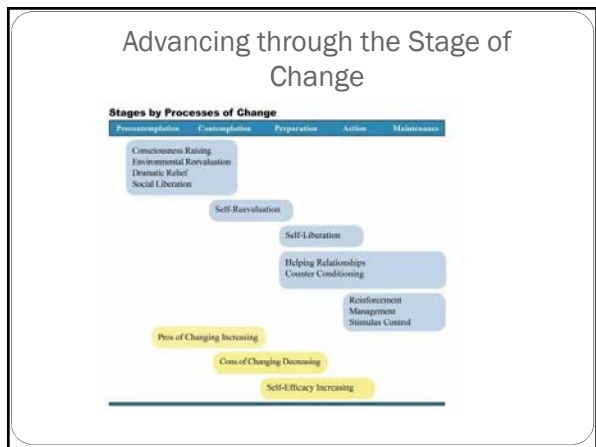 Advancing through the Stage of
Change
Stages by Processes of Change
Precontemplation Contemplation Preparation Action Maintenance
Consciousness Raising
Environmental Reevaluation
Dramatic Relief
Social Liberation
Self-Reevaluation
Self-Liberation
Helping Relationships
Counter Conditioning
Reinforcement
Management
Stimulus Control
Pros of Changing Increasing
Cons of Changing Decreasing
Self-Efficacy Increasing